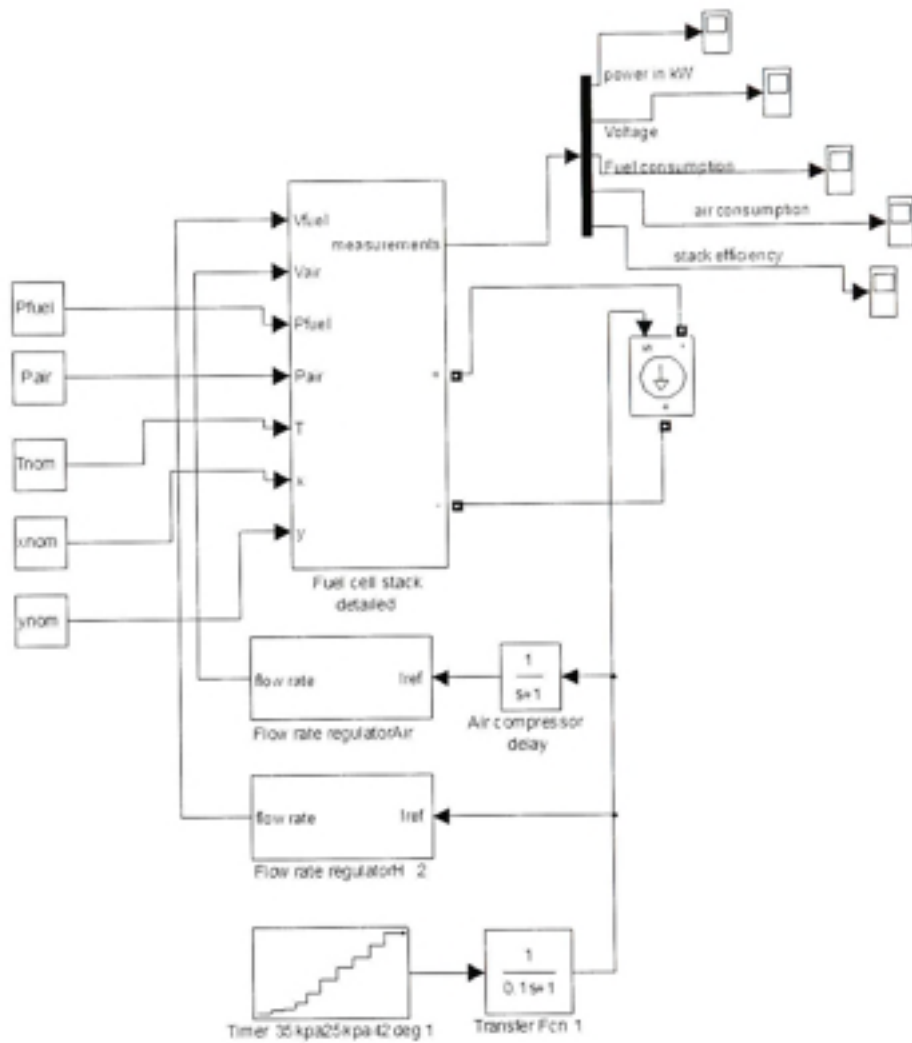 power in kW
Voltage
Fuel consumption
air consumption
stack efficiency
Vfuel
measurements
Vair
Pfuel
Pfuel
Pair
Pair
+
T
Tnom
x
-
xnom
y
ynom
Fuel cell stack
detailed
flow rate
Iref
1
s+1
Flow rate regulatorAir
Air compressor
delay
flow rate
Iref
Flow rate regulatorH 2
1
0.1s+1
Timer 35kpa25kpa42deg 1
Transfer Fcn 1